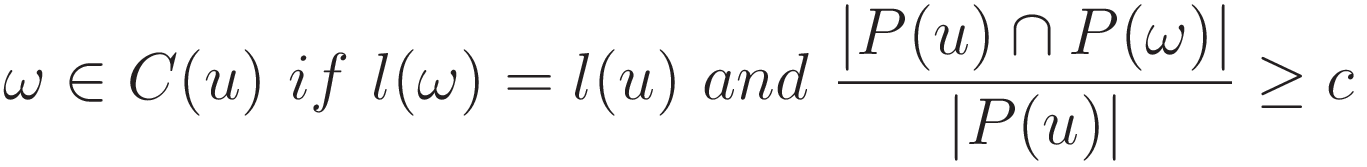 ω ∈ C(u) if l(ω) = l(u) and |P(u) ∩ P(ω)| / |P(u)| ≥ c